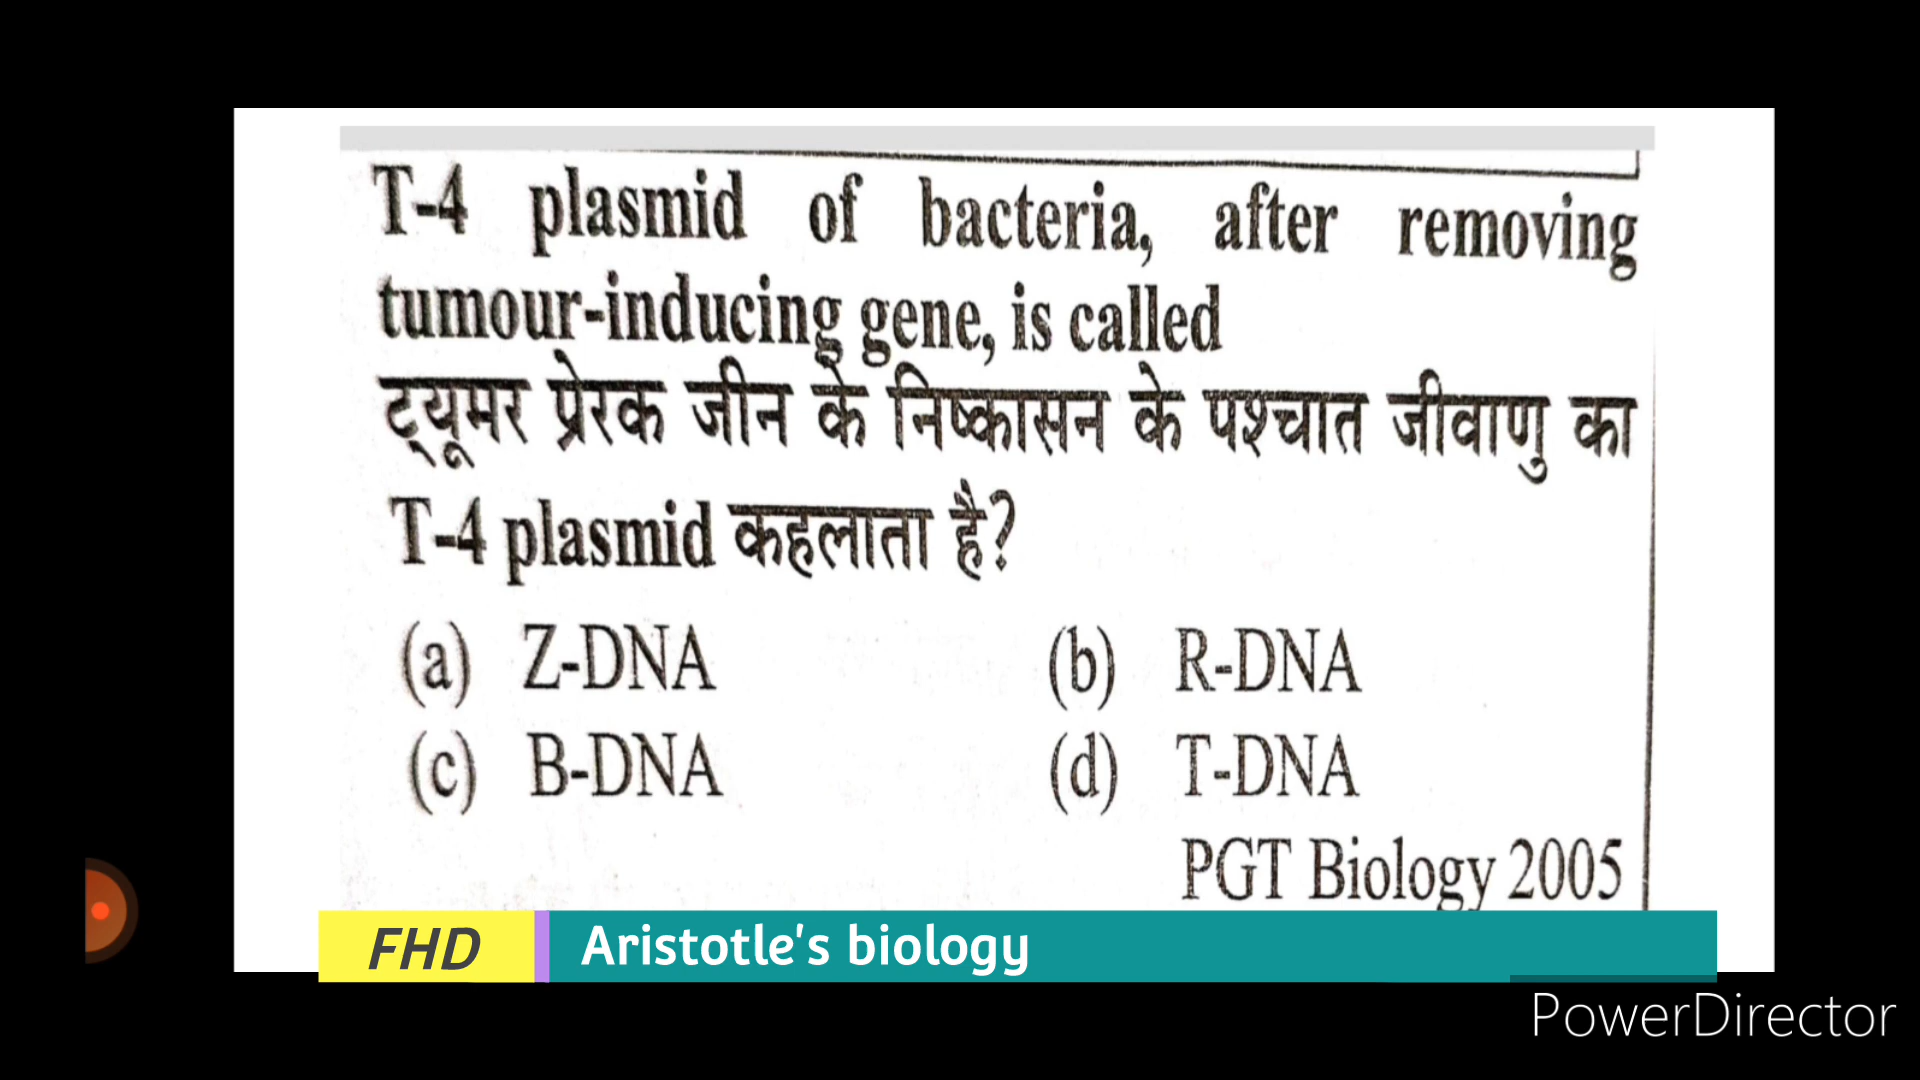 T-4 plasmid of bacteria, after removing
tumour-inducing gene, is called
ट्यूमर प्रेरक जीन के निष्कासन के पश्चात जीवाणु का
T-4 plasmid कहलाता है?
(a) Z-DNA (b) R-DNA
(c) B-DNA (d) T-DNA
PGT Biology 2005
FHD Aristotle's biology
PowerDirector